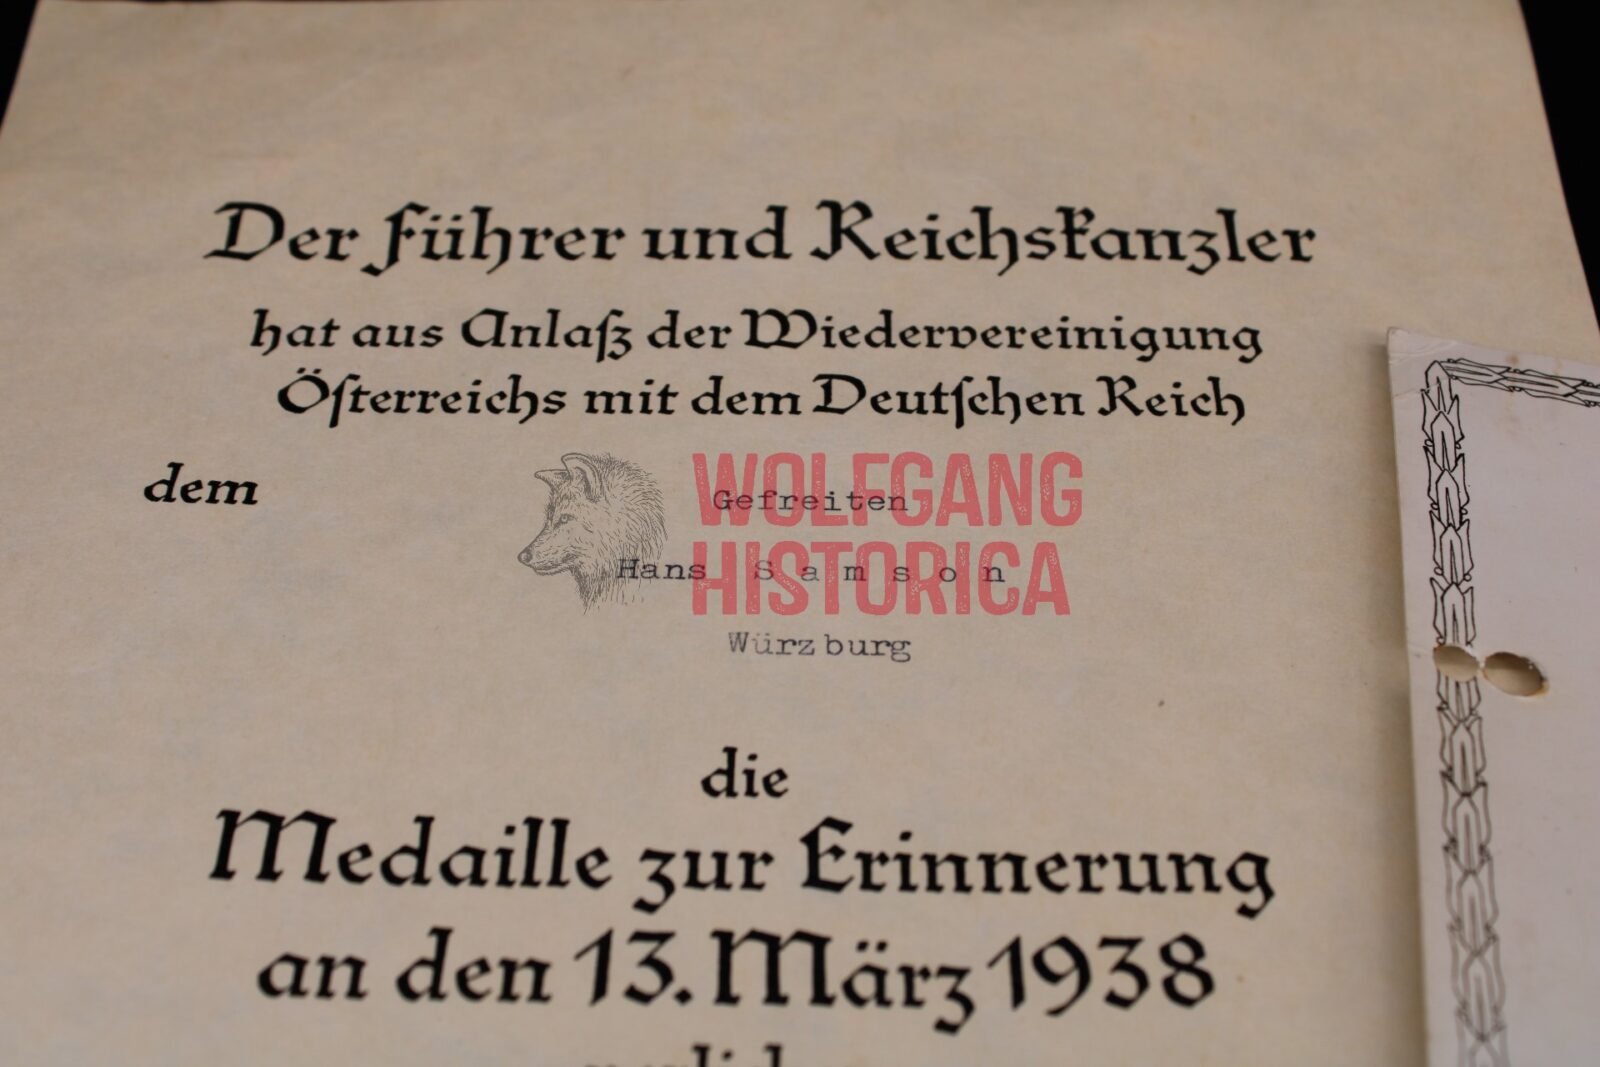 Der Führer und Reichskanzler
hat aus Anlaß der Wiedervereinigung
Österreichs mit dem Deutschen Reich
dem
Gefreiten
Hans Samson
Würzburg
WOLFGANG
HISTORICA
die
Medaille zur Erinnerung
an den 13. März 1938